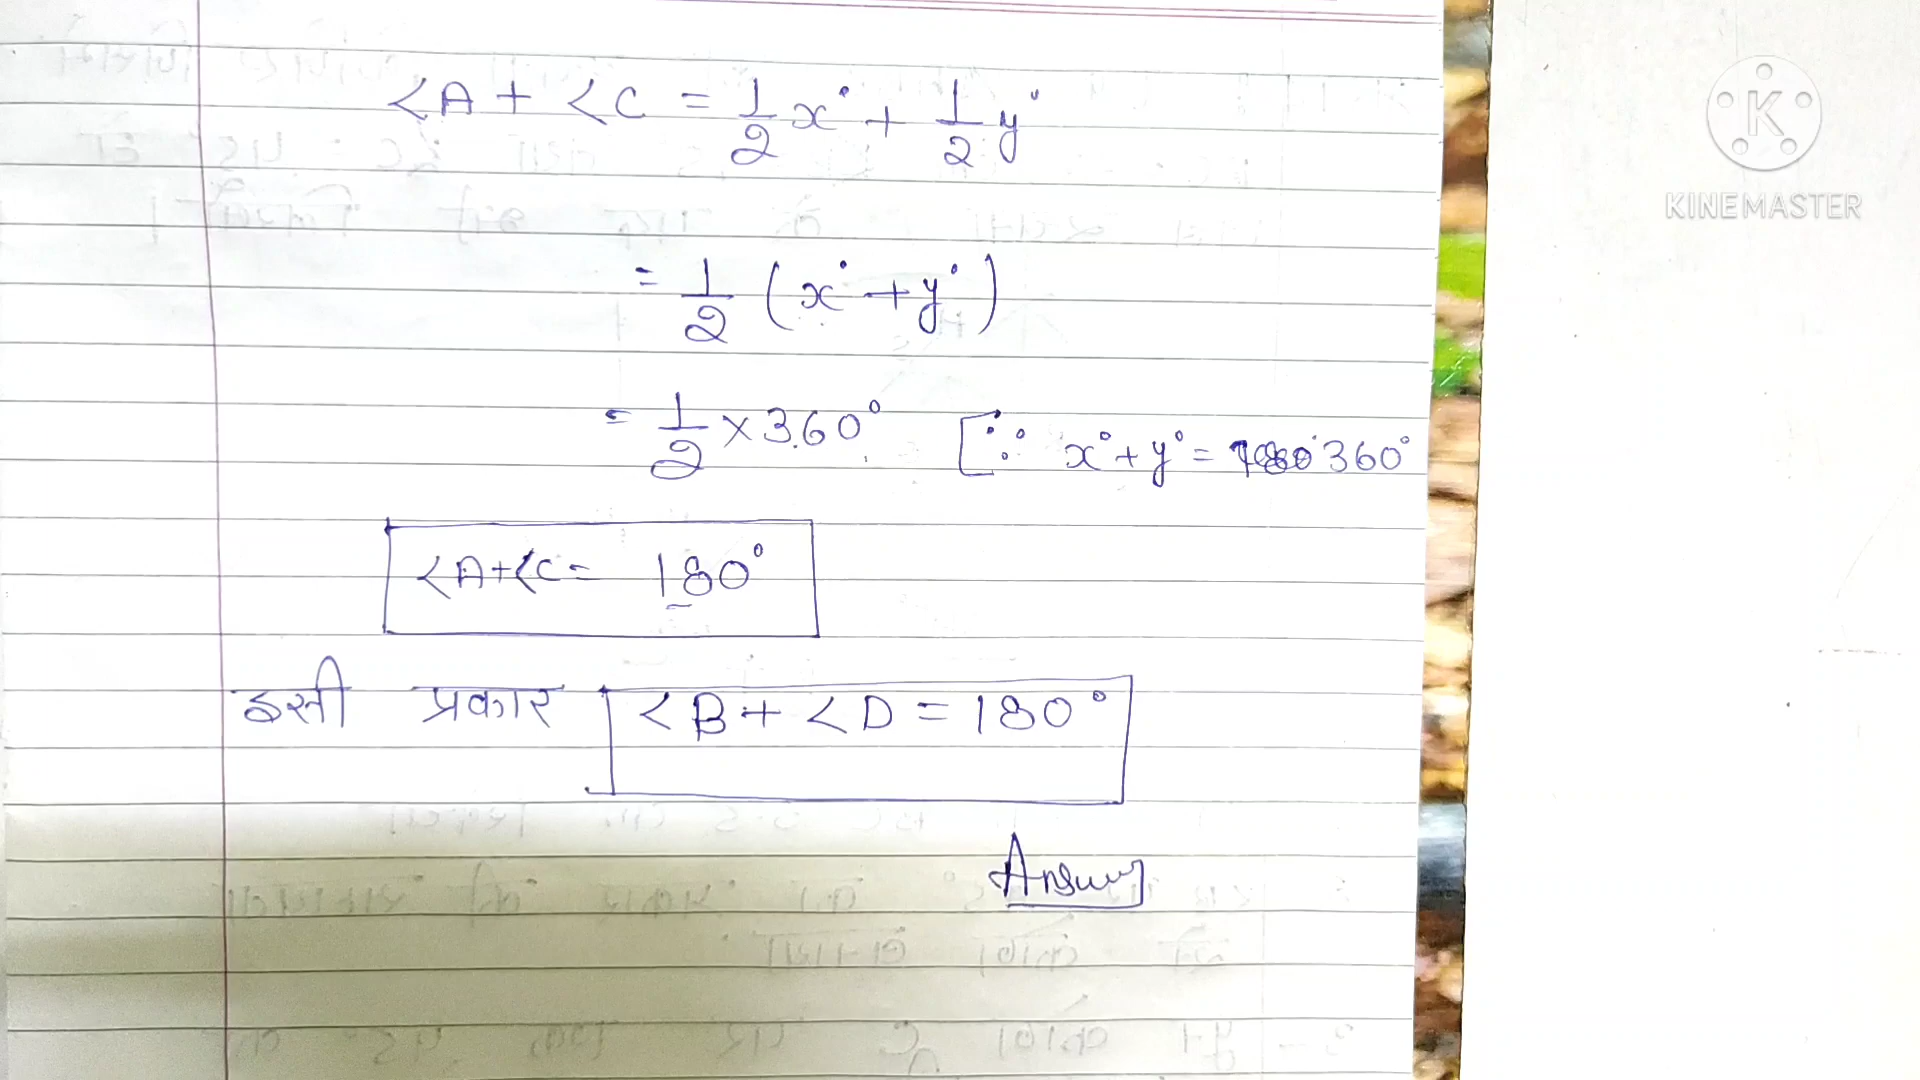 <A + <C = 1/2 x° + 1/2 y°
= 1/2 (x° + y°)
= 1/2 × 360° [∵ x° + y° = 360°
<A + <C = 180°
इसी प्रकार <B + <D = 180°
Answer
KINEMASTER